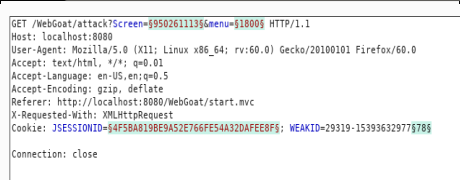 GET /WebGoat/attack?Screen=§950261113§&menu=§1800§ HTTP/1.1
Host: localhost:8080
User-Agent: Mozilla/5.0 (X11; Linux x86_64; rv:60.0) Gecko/20100101 Firefox/60.0
Accept: text/html, */*; q=0.01
Accept-Language: en-US,en;q=0.5
Accept-Encoding: gzip, deflate
Referer: http://localhost:8080/WebGoat/start.mvc
X-Requested-With: XMLHttpRequest
Cookie: JSESSIONID=§4F5BA819BE9A52E766FE54A32DAFEE8F§; WEAKID=29319-15393632977§78§
Connection: close